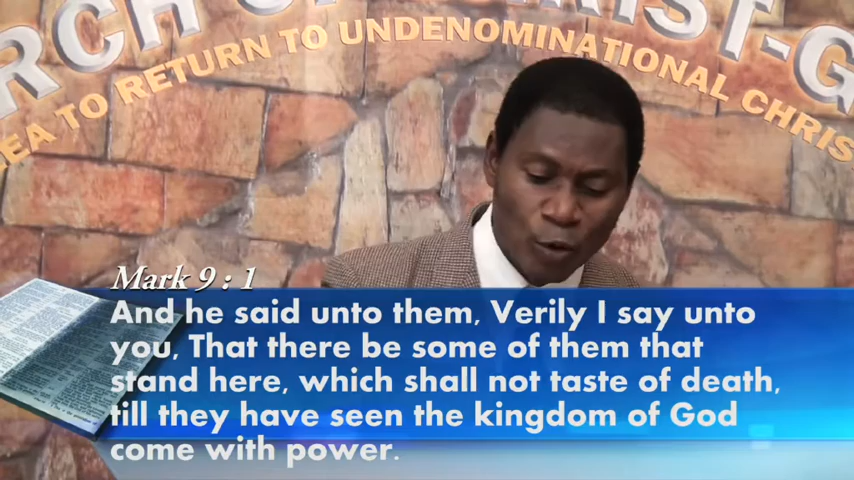 CHURCH OF CHRIST-G
EA TO RETURN TO UNDENOMINATIONAL CHRIS
Mark 9 : 1
And he said unto them, Verily I say unto
you, That there be some of them that
stand here, which shall not taste of death,
till they have seen the kingdom of God
come with power.